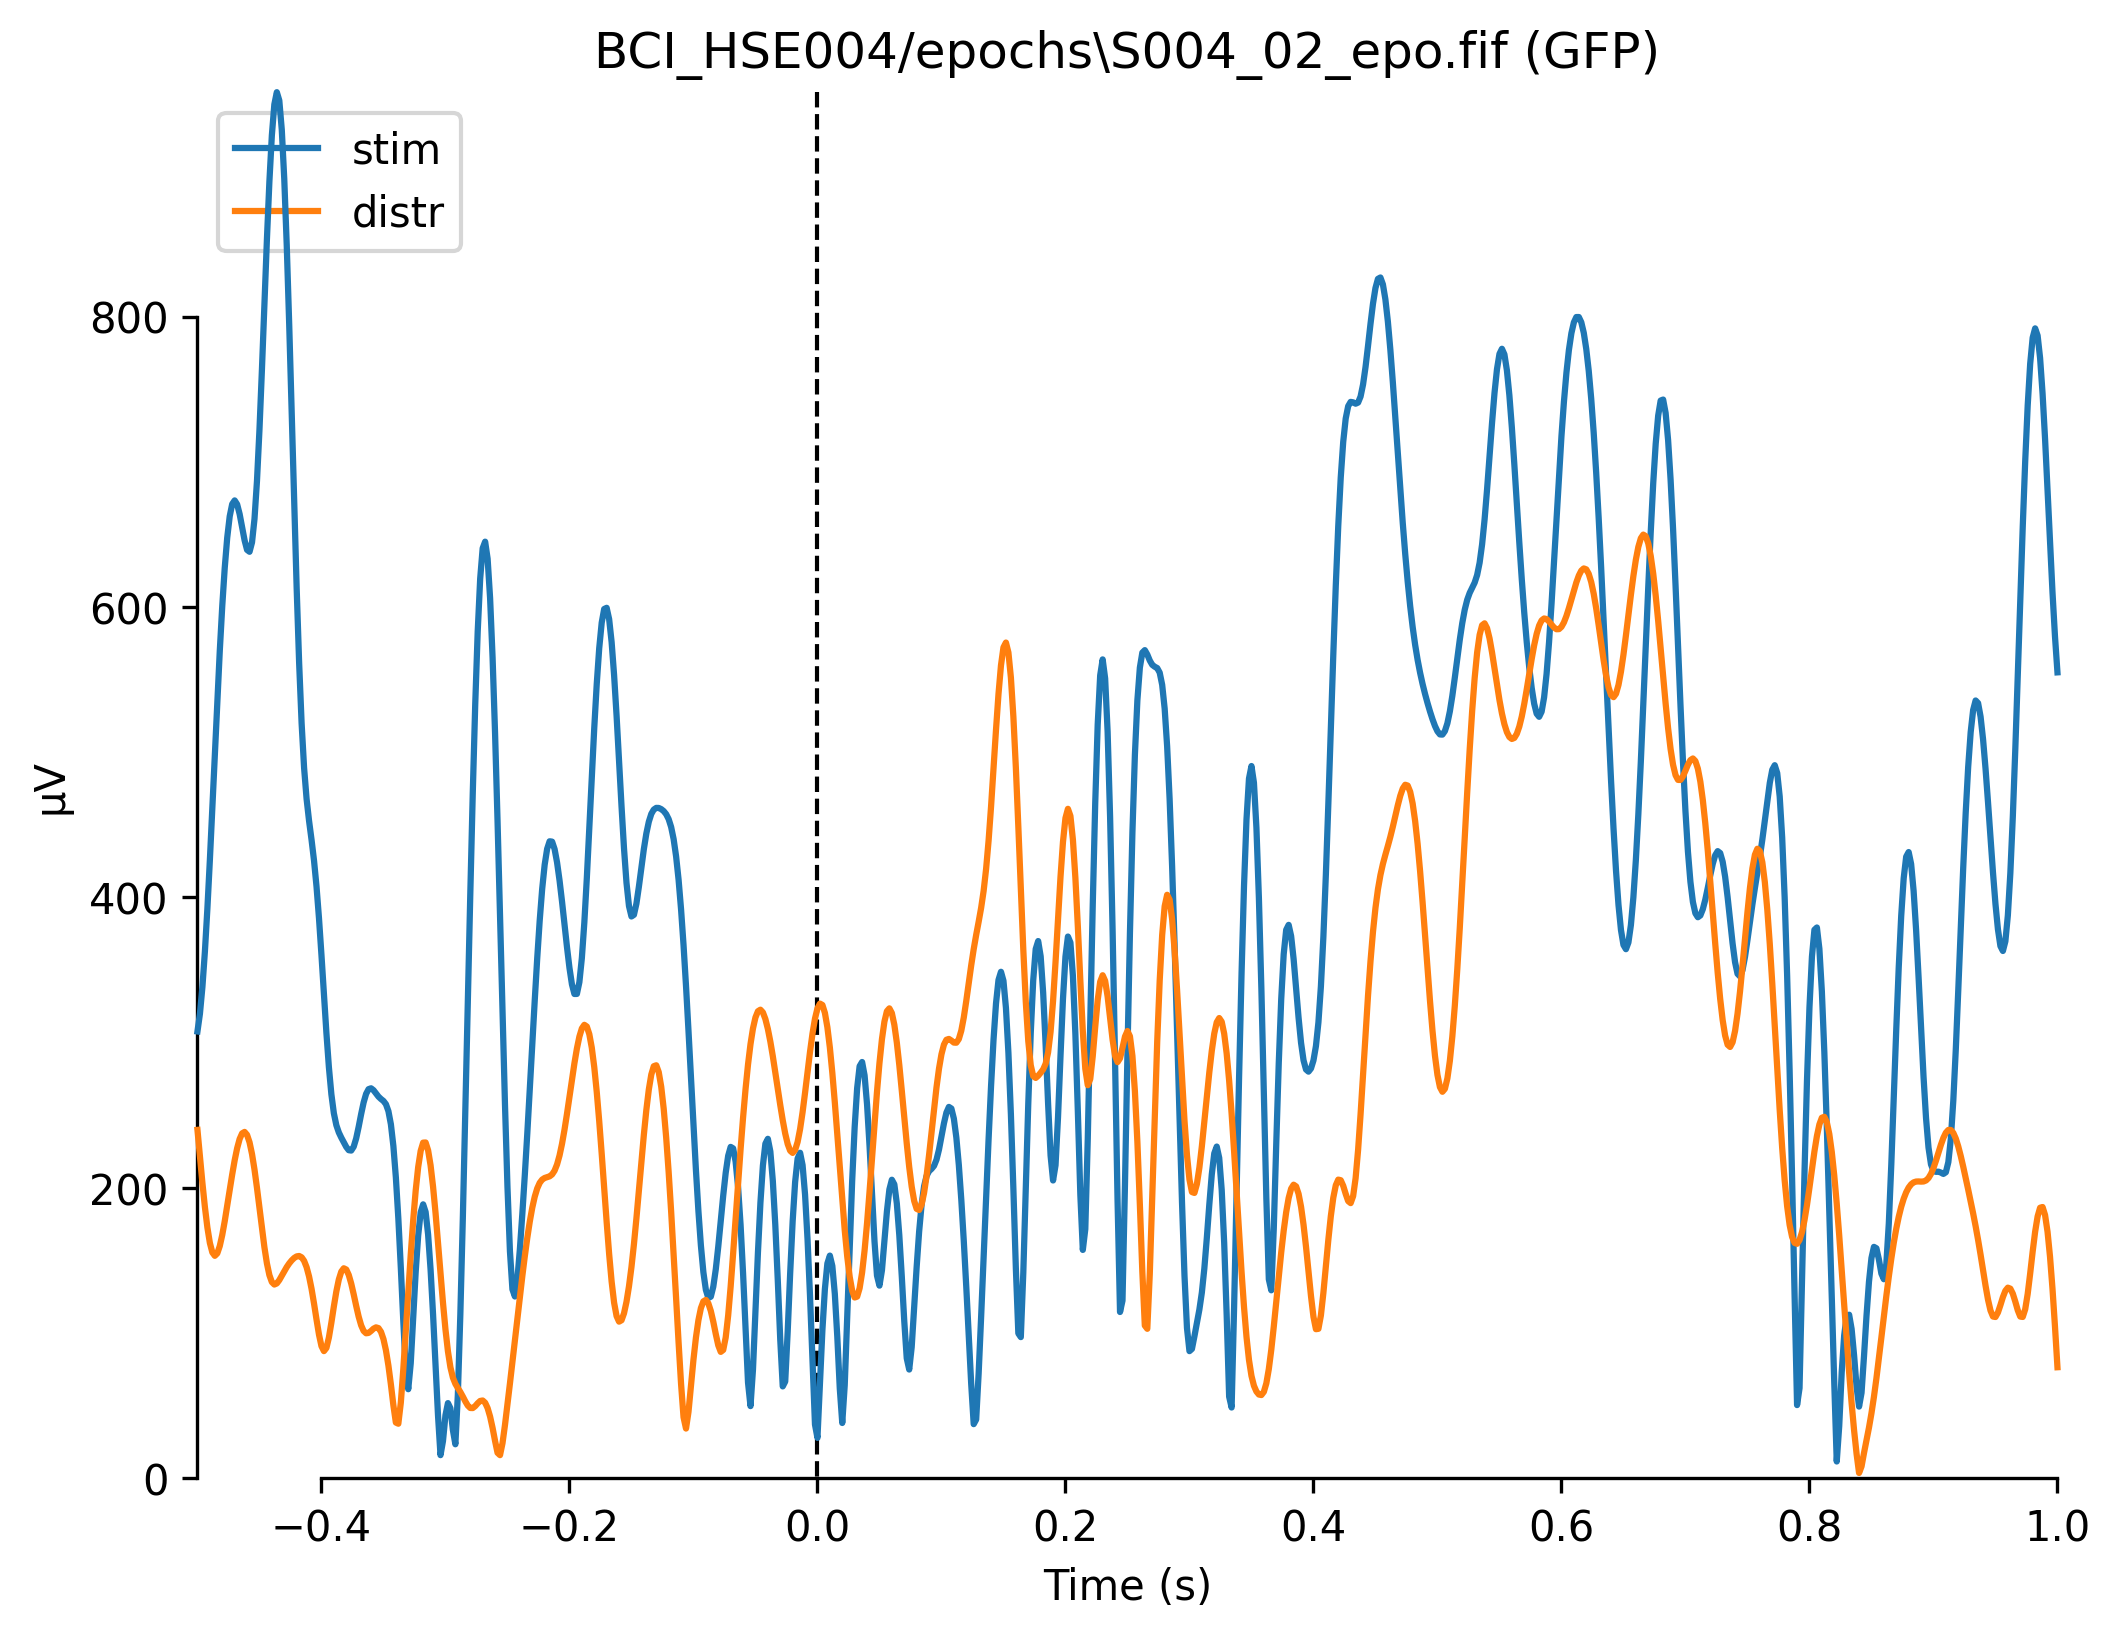 BCI_HSE004/epochs\S004_02_epo.fif (GFP)
stim
distr
800
600
400
200
0
µV
−0.4 −0.2 0.0 0.2 0.4 0.6 0.8 1.0
Time (s)